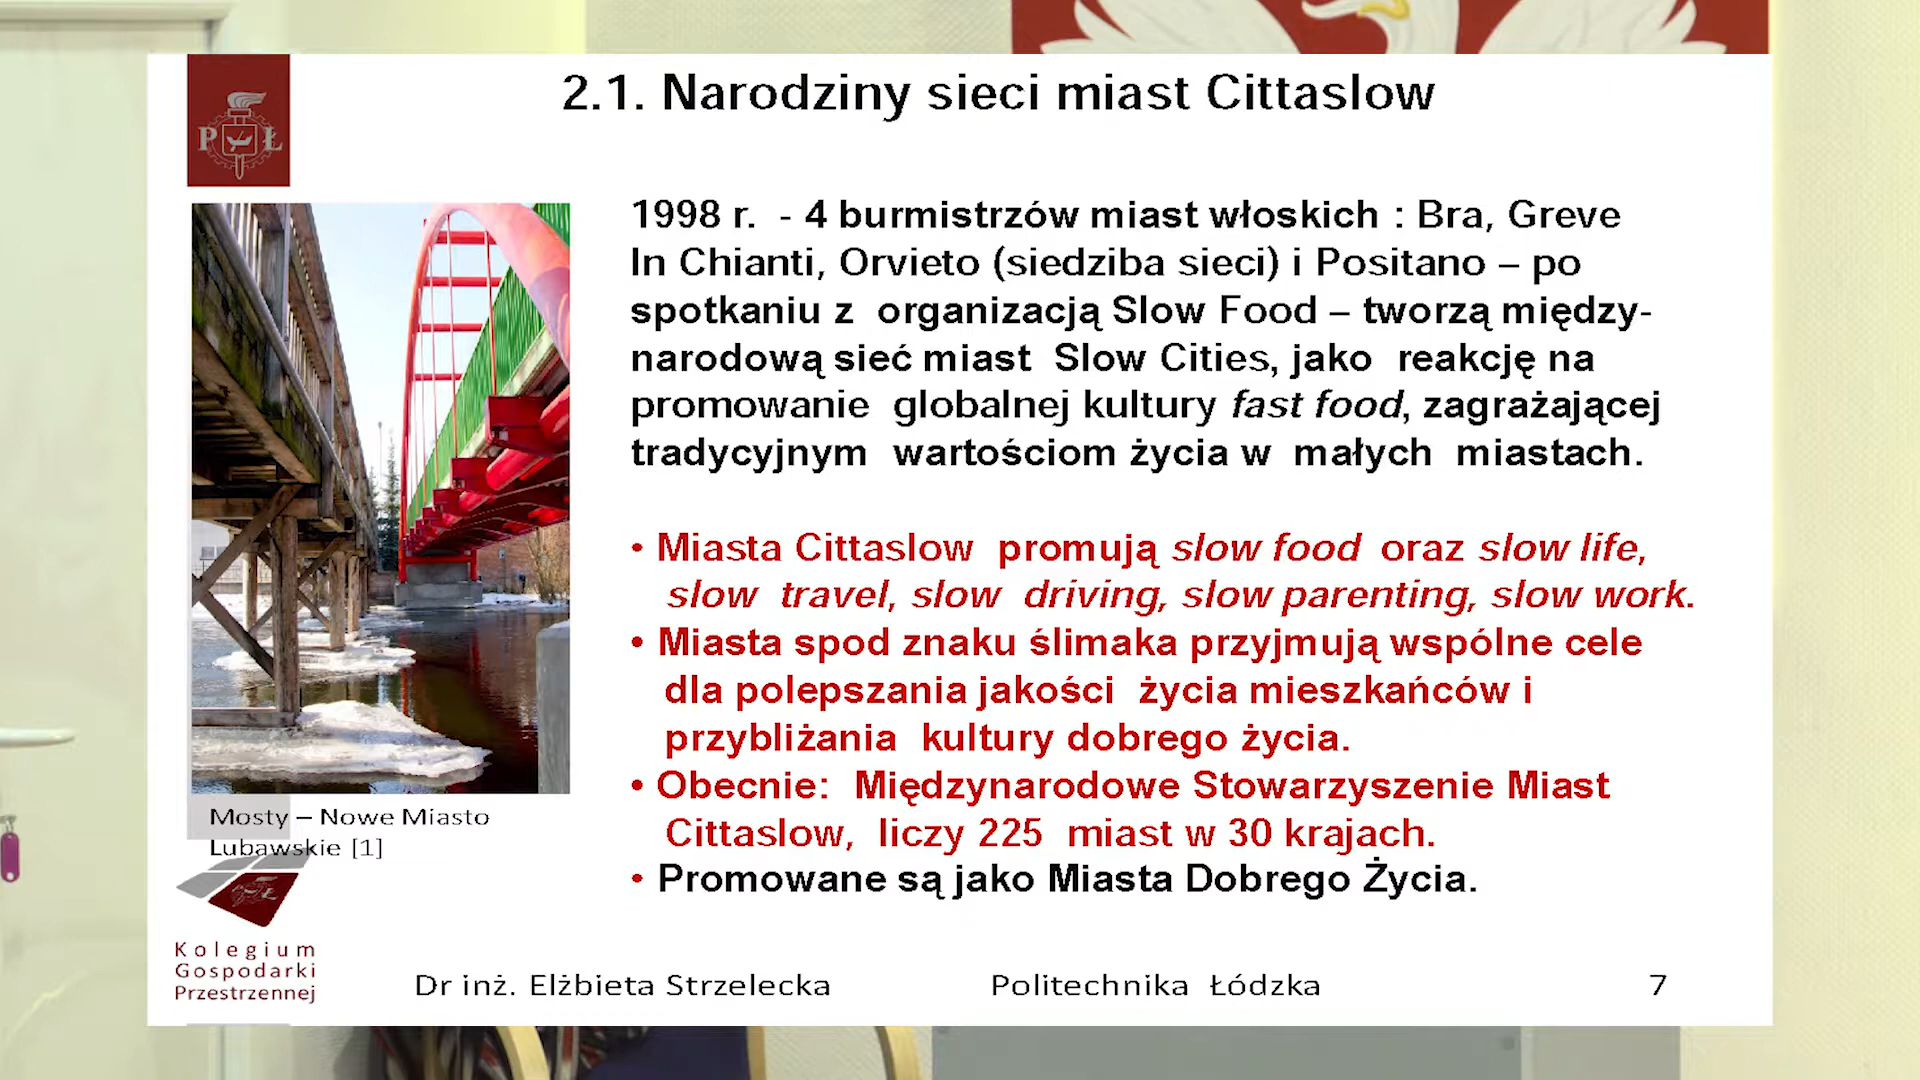 2.1. Narodziny sieci miast Cittaslow
P Ł
1998 r. - 4 burmistrzów miast włoskich : Bra, Greve
In Chianti, Orvieto (siedziba sieci) i Positano – po
spotkaniu z organizacją Slow Food – tworzą między-
narodową sieć miast Slow Cities, jako reakcję na
promowanie globalnej kultury fast food, zagrażającej
tradycyjnym wartościom życia w małych miastach.
• Miasta Cittaslow promują slow food oraz slow life,
slow travel, slow driving, slow parenting, slow work.
• Miasta spod znaku ślimaka przyjmują wspólne cele
dla polepszania jakości życia mieszkańców i
przybliżania kultury dobrego życia.
• Obecnie: Międzynarodowe Stowarzyszenie Miast
Cittaslow, liczy 225 miast w 30 krajach.
• Promowane są jako Miasta Dobrego Życia.
Mosty – Nowe Miasto
Lubawskie [1]
Kolegium
Gospodarki
Przestrzennej
Dr inż. Elżbieta Strzelecka Politechnika Łódzka 7